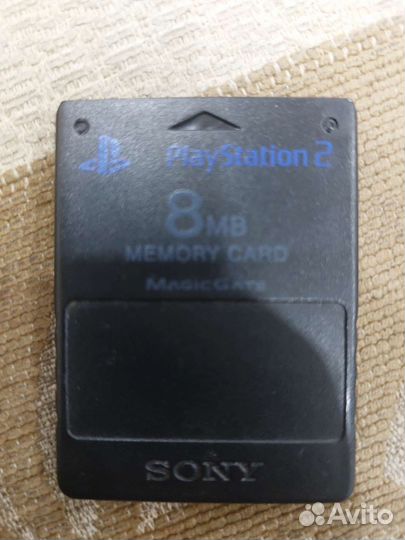 PlayStation 2
8MB
MEMORY CARD
MAGICGATE
SONY
Avito